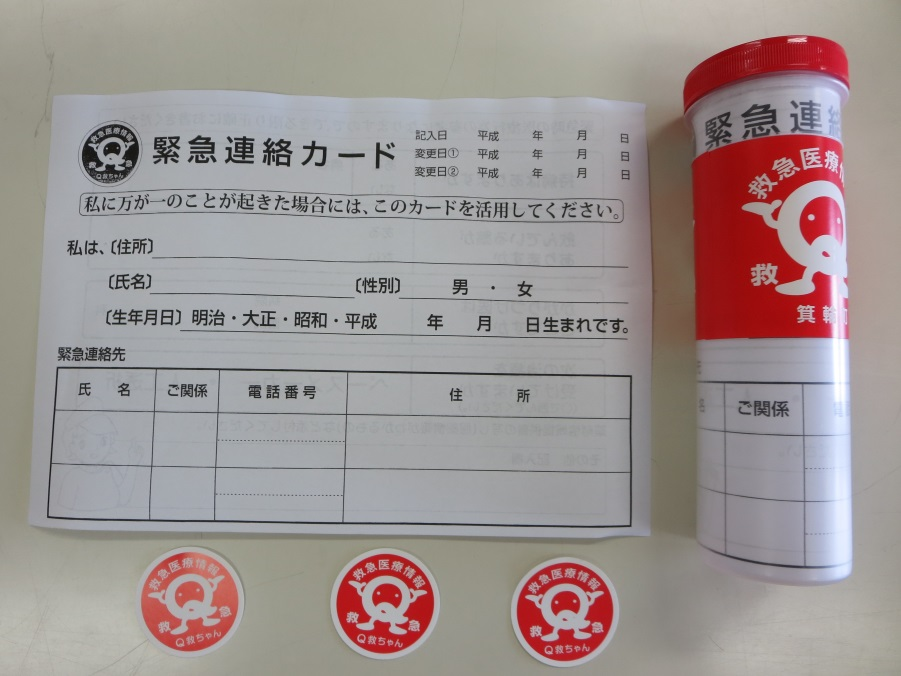 救急医療情報
救 急
Q救ちゃん
緊急連絡カード
記入日 平成 年 月 日
変更日① 平成 年 月 日
変更日② 平成 年 月 日
私に万が一のことが起きた場合には、このカードを活用してください。
私は、〔住所〕
〔氏名〕 〔性別〕 男 ・ 女
〔生年月日〕 明治・大正・昭和・平成 年 月 日生まれです。
緊急連絡先
氏 名 ご関係 電話番号 住 所
緊急連絡
救急医療情
救
箕輪
名 ご関係
救急医療情報
救 急
Q救ちゃん
救急医療情報
救 急
Q救ちゃん
救急医療情報
救 急
Q救ちゃん